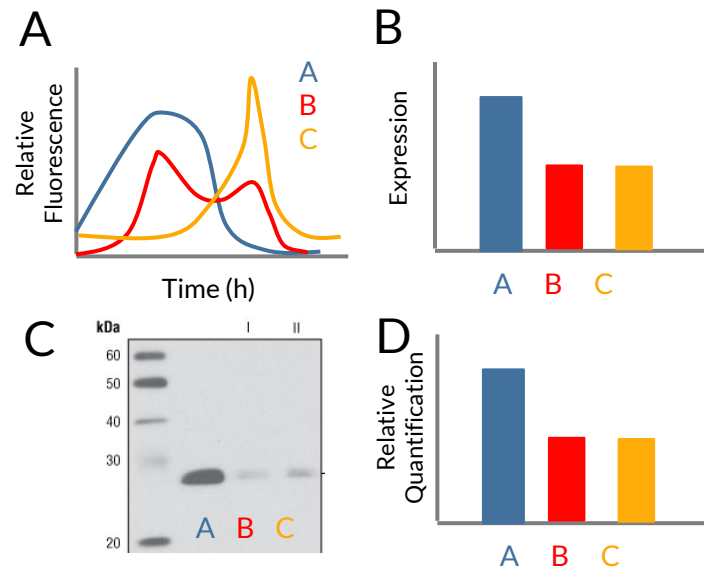 A
Relative
Fluorescence
A
B
C
Time (h)
B
Expression
A B C
C
kDa
I II
60
50
40
30
20
A B C
D
Relative
Quantification
A B C